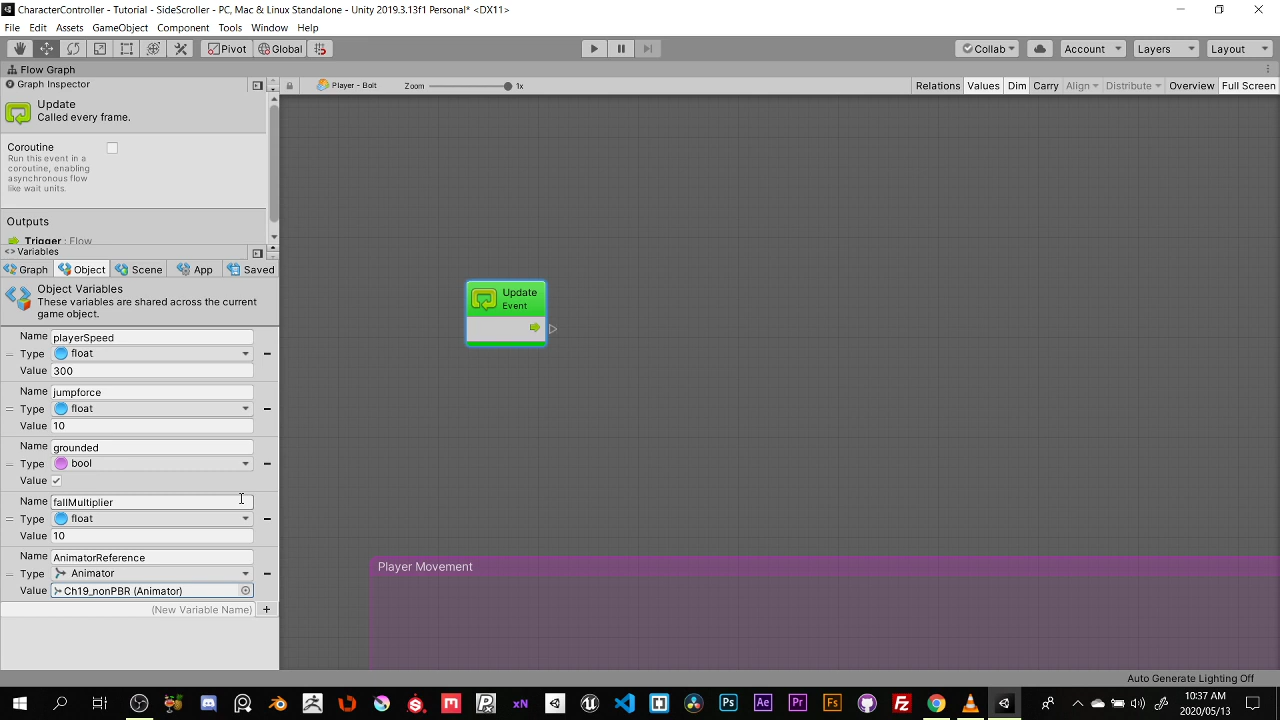 CharacterController - Tutorial - SideScroller - PC, Mac & Linux Standalone - Unity 2019.3.13f1 Personal* <DX11>
File Edit Assets GameObject Component Tools Window Help
Pivot Global Collab Account Layers Layout
Flow Graph
Graph Inspector
Player - Bolt Zoom 1x Relations Values Dim Carry Align Distribute Overview Full Screen
Update
Called every frame.
Coroutine
Run this event in a
coroutine, enabling
asynchronous flow
like wait units.
Outputs
Trigger : Flow
<> Variables
Graph Object Scene App Saved
Object Variables
These variables are shared across the current
game object.
Name playerSpeed
Type float
Value 300
Name jumpforce
Type float
Value 10
Name grounded
Type bool
Value
Name fallMultiplier
Type float
Value 10
Name AnimatorReference
Type Animator
Value Ch19_nonPBR (Animator)
(New Variable Name)
Update
Event
Player Movement
Auto Generate Lighting Off
10:37 AM
2020/05/13